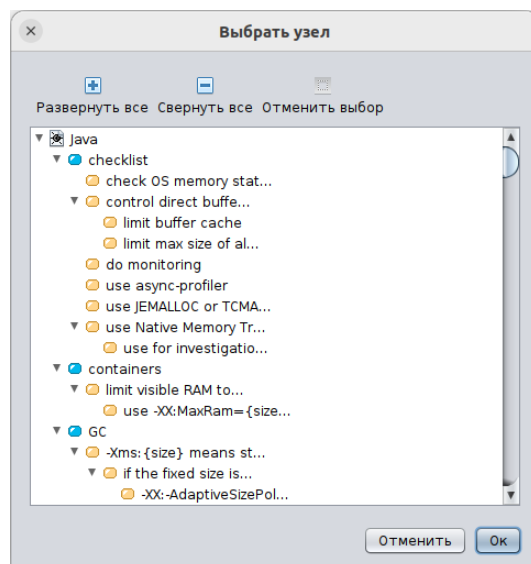 Выбрать узел
Развернуть все Свернуть все Отменить выбор
Java
checklist
check OS memory stat...
control direct buffe...
limit buffer cache
limit max size of al...
do monitoring
use async-profiler
use JEMALLOC or TCMA...
use Native Memory Tr...
use for investigatio...
containers
limit visible RAM to...
use -XX:MaxRam={size...
GC
-Xms:{size} means st...
if the fixed size is...
-XX:-AdaptiveSizePol...
Отменить Ок